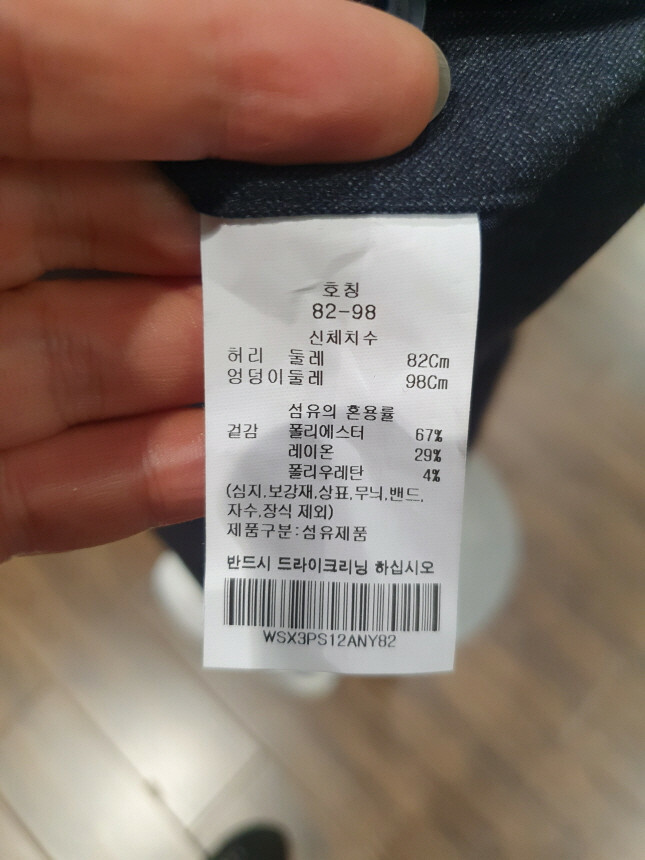 호칭
82-98
신체치수
허리 둘레 82Cm
엉덩이둘레 98Cm
섬유의 혼용률
겉감 폴리에스터 67%
레이온 29%
폴리우레탄 4%
(심지,보강재,상표,무늬,밴드,
자수,장식 제외)
제품구분:섬유제품
반드시 드라이크리닝 하십시오
WSX3PS12ANY82